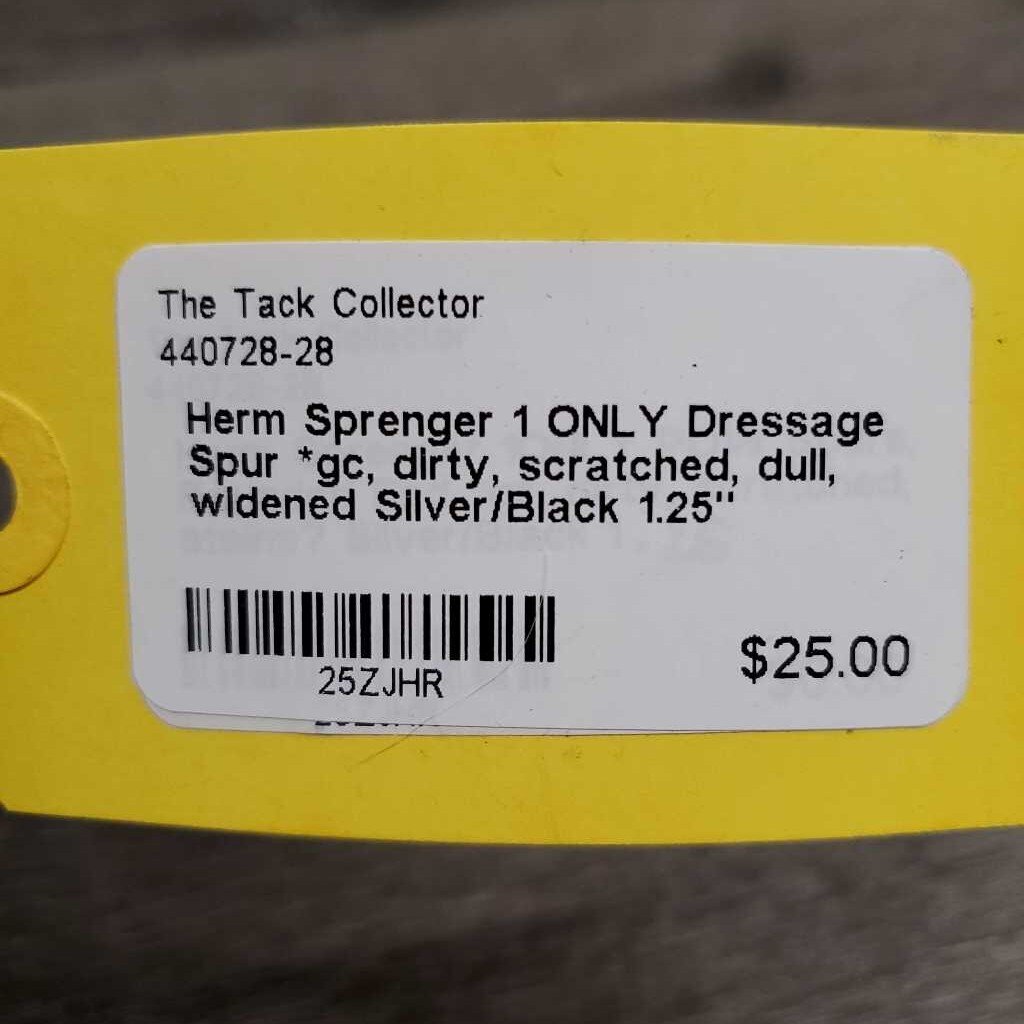 The Tack Collector
440728-28
Herm Sprenger 1 ONLY Dressage
Spur *gc, dirty, scratched, dull,
widened Silver/Black 1.25"
25ZJHR
$25.00